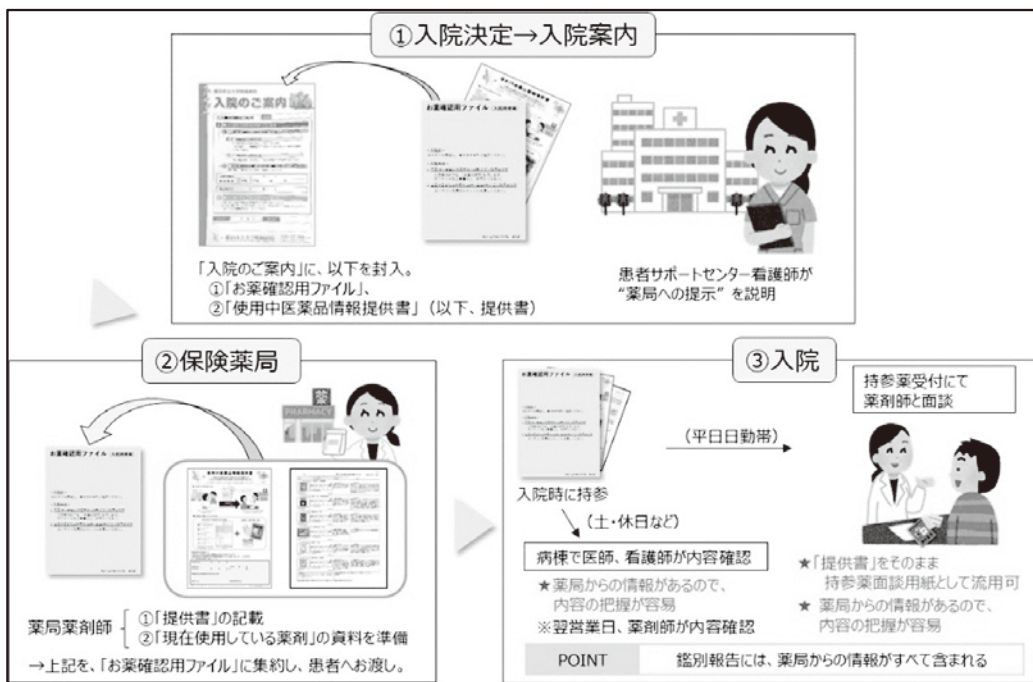 ①入院決定→入院案内
入院のご案内
お薬確認用ファイル
「入院のご案内」に、以下を封入。
①「お薬確認用ファイル」、
②「使用中医薬品情報提供書」（以下、提供書）
患者サポートセンター看護師が
“薬局への提示” を説明
②保険薬局
薬
PHARMACY
お薬確認用ファイル
薬局薬剤師
①「提供書」の記載
②「現在使用している薬剤」の資料を準備
→上記を、「お薬確認用ファイル」に集約し、患者へお渡し。
③入院
お薬確認用ファイル
入院時に持参
（平日日勤帯）
持参薬受付にて
薬剤師と面談
（土・休日など）
病棟で医師、看護師が内容確認
★薬局からの情報があるので、
内容の把握が容易
※翌営業日、薬剤師が内容確認
★「提供書」をそのまま
持参薬面談用紙として流用可
★ 薬局からの情報があるので、
内容の把握が容易
POINT 鑑別報告には、薬局からの情報がすべて含まれる